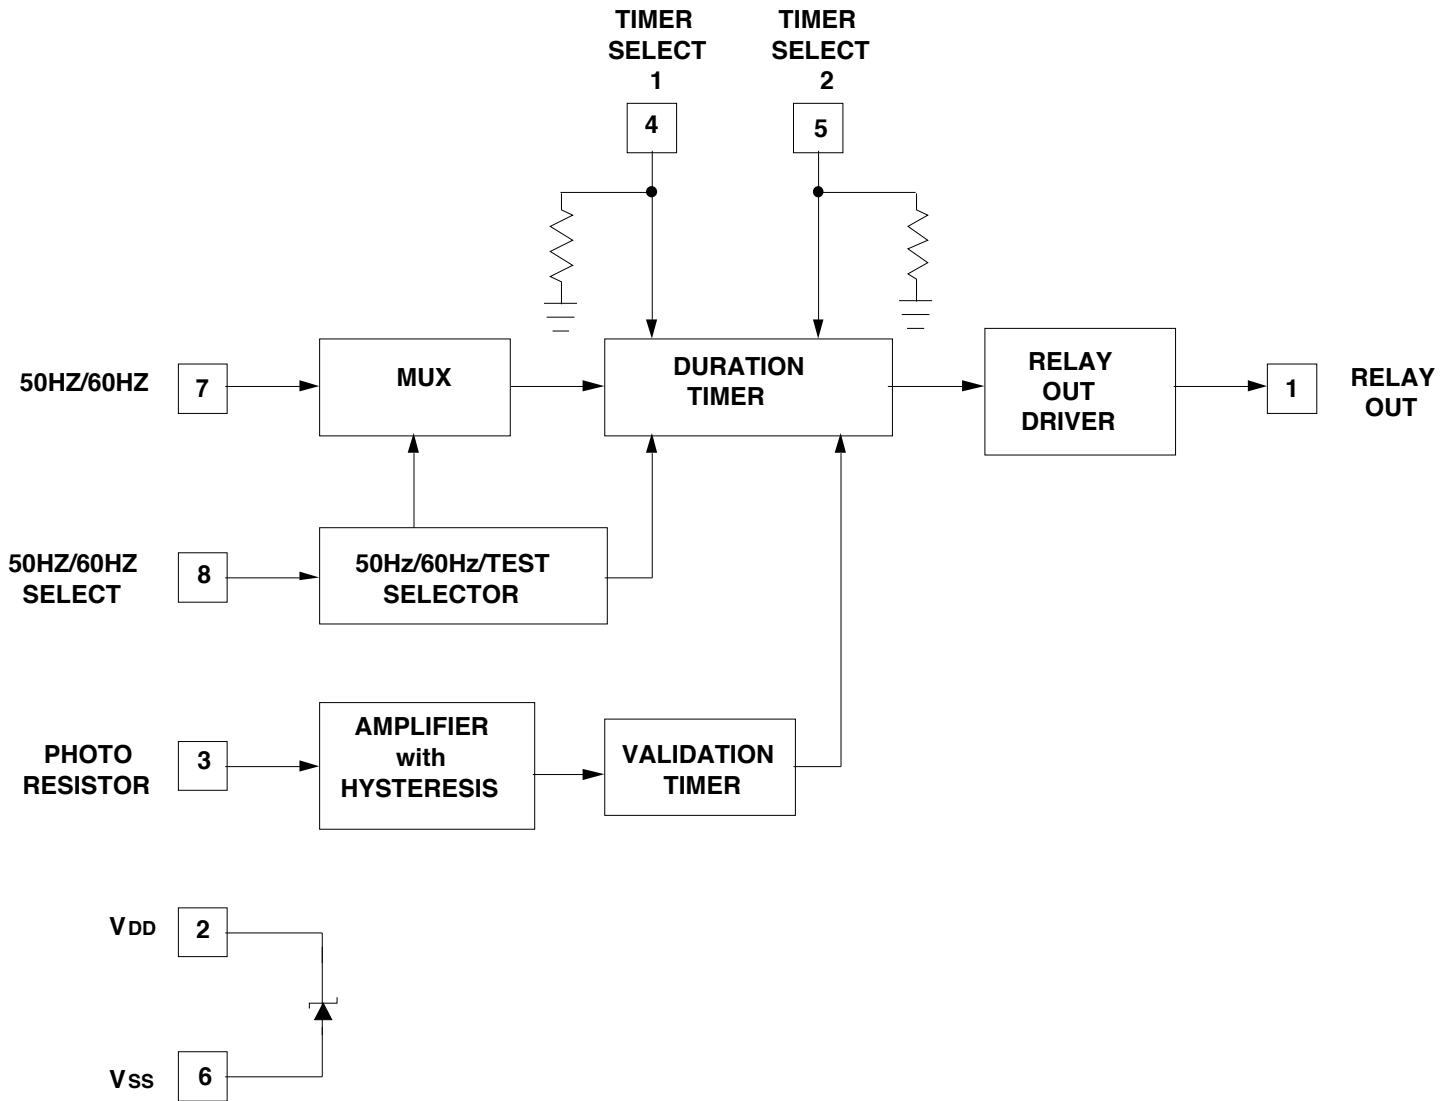 TIMER
SELECT
1
TIMER
SELECT
2
4
5
50HZ/60HZ
7
MUX
DURATION
TIMER
RELAY
OUT
DRIVER
1
RELAY
OUT
50HZ/60HZ
SELECT
8
50Hz/60Hz/TEST
SELECTOR
PHOTO
RESISTOR
3
AMPLIFIER
with
HYSTERESIS
VALIDATION
TIMER
VDD
2
VSS
6